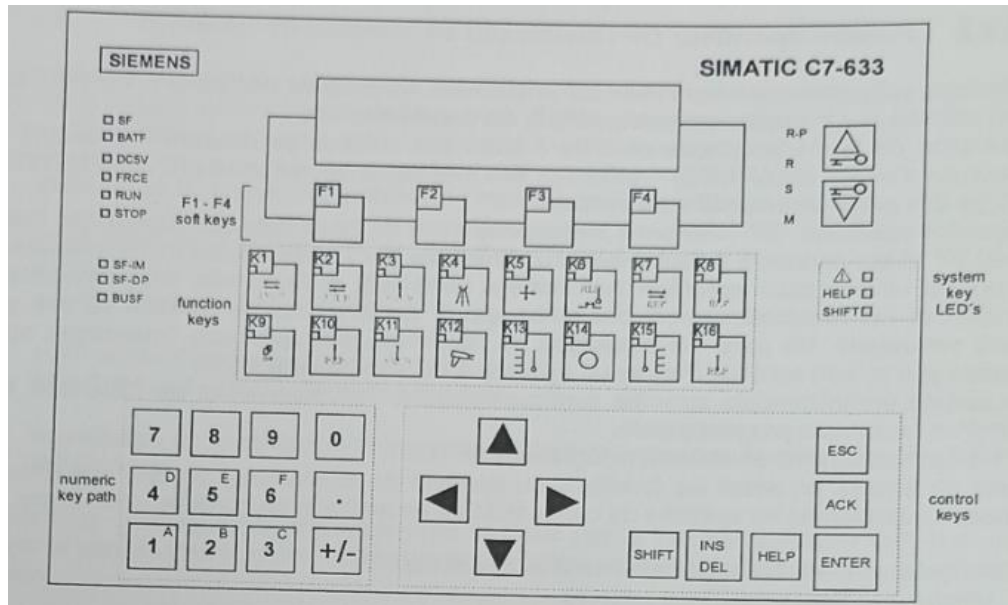 SIEMENS
SIMATIC C7-633
SF
BATF
DC5V
FRCE
RUN
STOP
R-P
R
S
M
F1 - F4
soft keys
F1
F2
F3
F4
SF-IM
SF-DP
BUSF
function
keys
K1
K2
K3
K4
K5
K6
K7
K8
K9
K10
K11
K12
K13
K14
K15
K16
HELP
SHIFT
system
key
LED´s
numeric
key path
7
8
9
0
4 D
5 E
6 F
.
1 A
2 B
3 C
+/-
ESC
ACK
SHIFT
INS
DEL
HELP
ENTER
control
keys